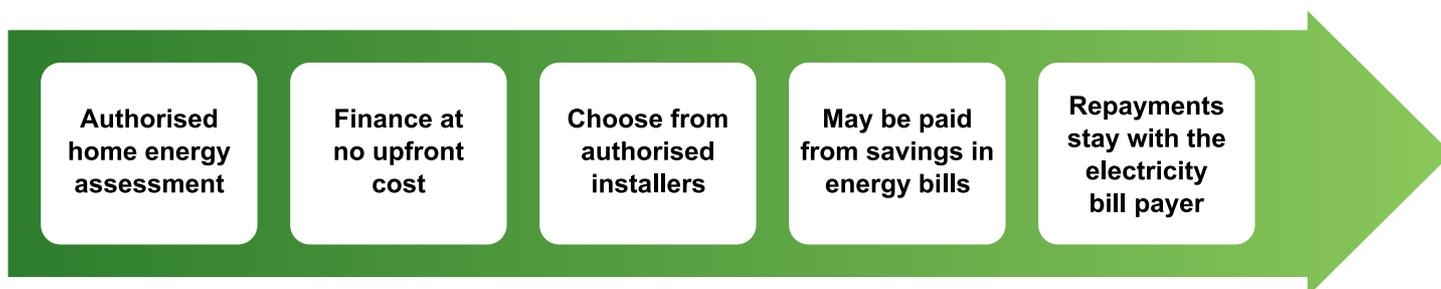 Authorised
home energy
assessment
Finance at
no upfront
cost
Choose from
authorised
installers
May be paid
from savings in
energy bills
Repayments
stay with the
electricity
bill payer